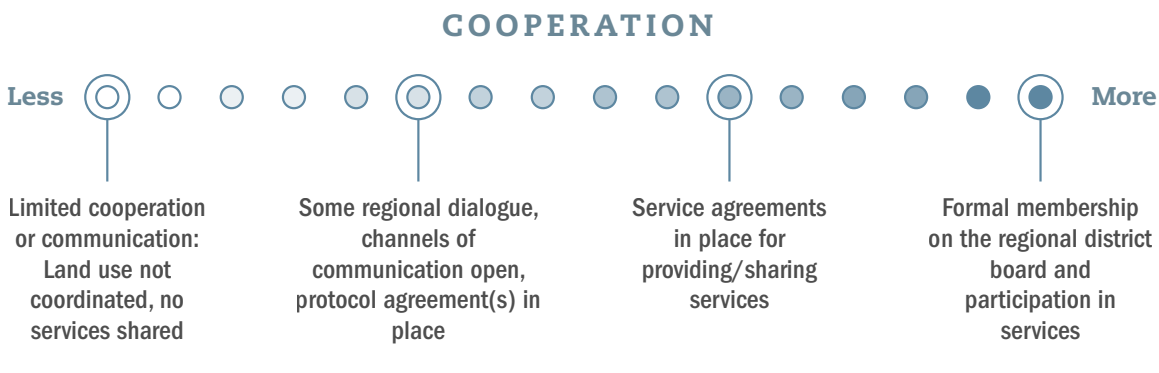 COOPERATION
Less
More
Limited cooperation
or communication:
Land use not
coordinated, no
services shared
Some regional dialogue,
channels of
communication open,
protocol agreement(s) in
place
Service agreements
in place for
providing/sharing
services
Formal membership
on the regional district
board and
participation in
services